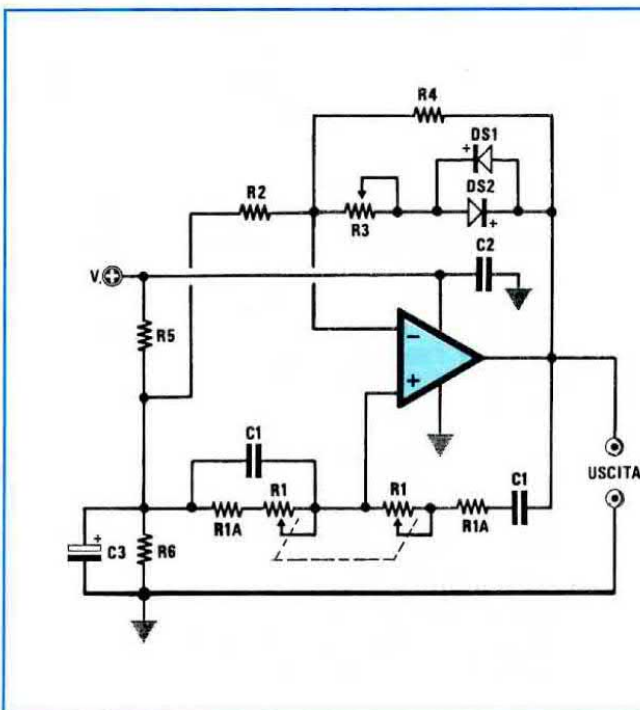 R4
DS1
+
DS2
+
R2
R3
V.
C2
R5
−
+
C1
R1
R1
C1
R1A
R1A
USCITA
+
C3
R6